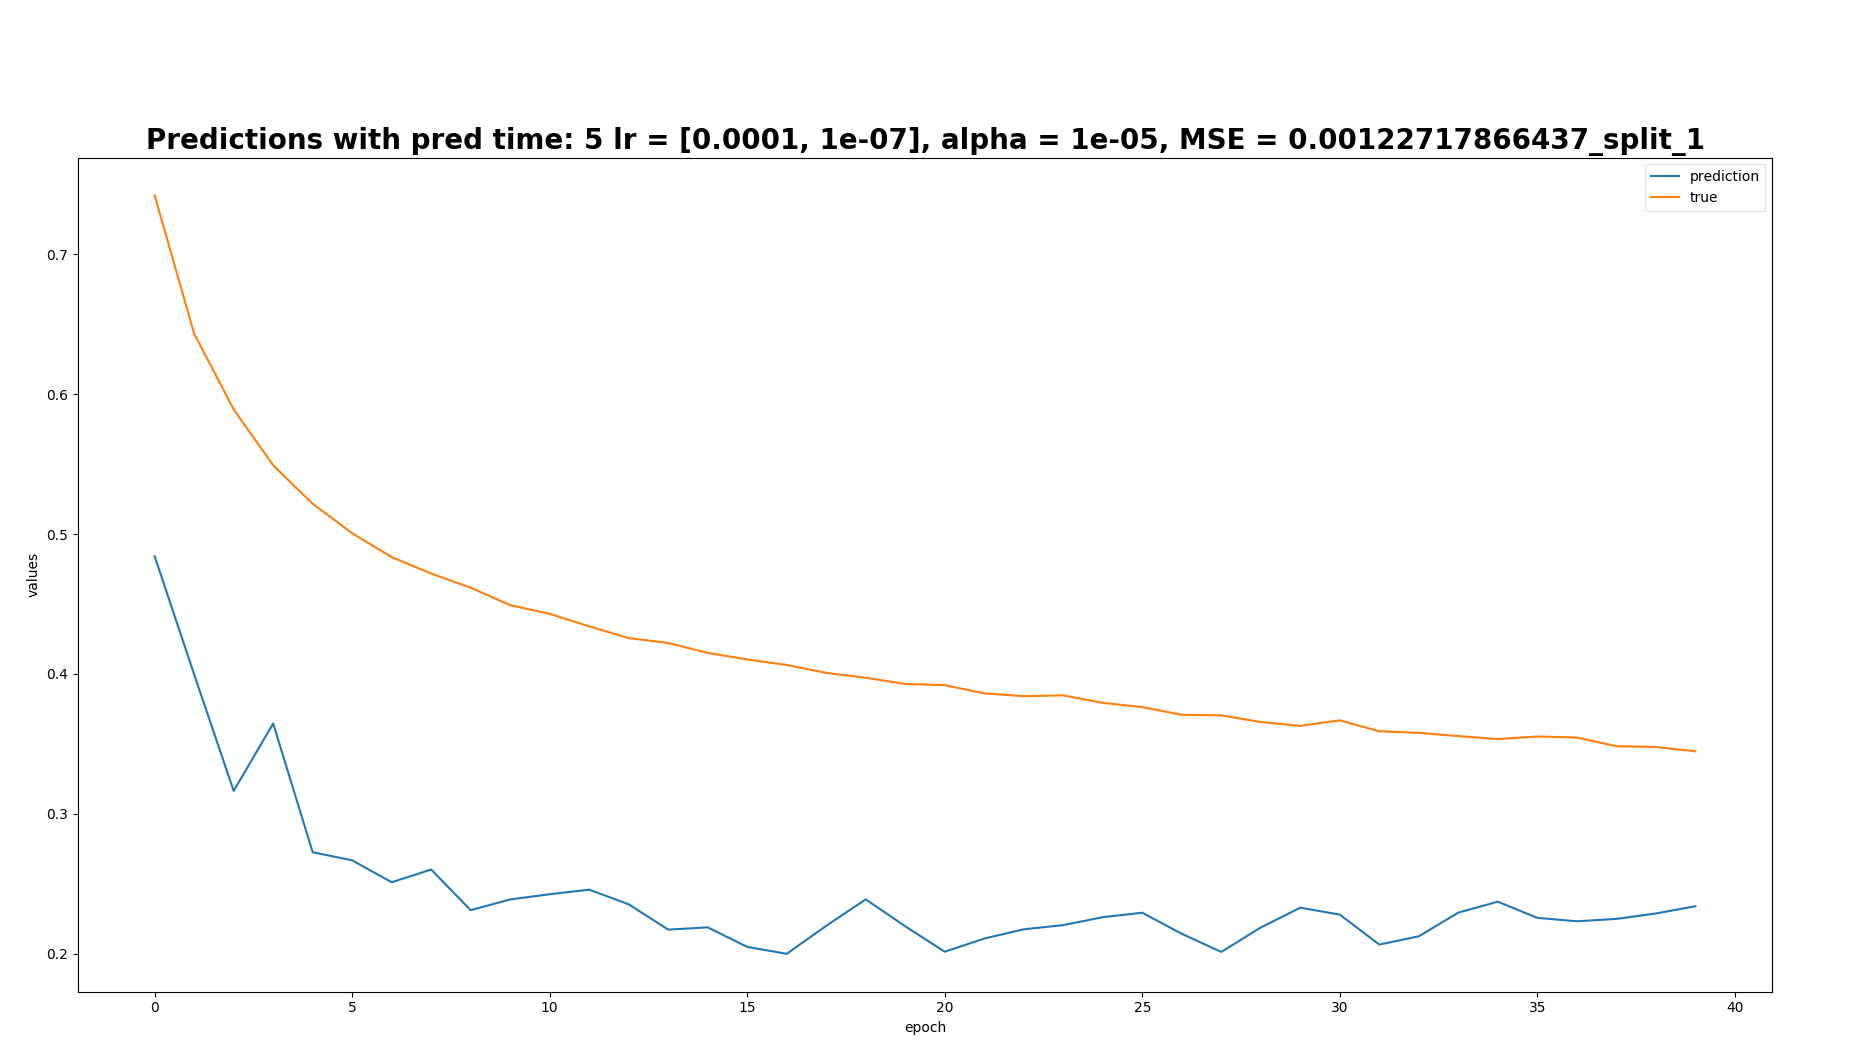 Predictions with pred time: 5 lr = [0.0001, 1e-07], alpha = 1e-05, MSE = 0.00122717866437_split_1
prediction
true
0.7
0.6
0.5
0.4
0.3
0.2
values
0 5 10 15 20 25 30 35 40
epoch